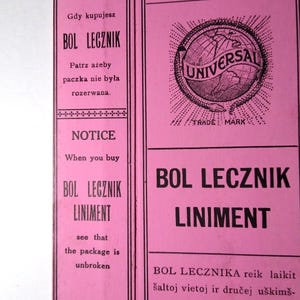 Gdy kupujesz
BOL LECZNIK
Patrz ażeby
paczka nie była
rozerwana.
NOTICE
When you buy
BOL LECZNIK
LINIMENT
see that
the package is
unbroken
UNIVERSAL
TRADE MARK
BOL LECZNIK
LINIMENT
BOL LECZNIKA reik laikit
šaltoj vietoj ir dručej uškimš-